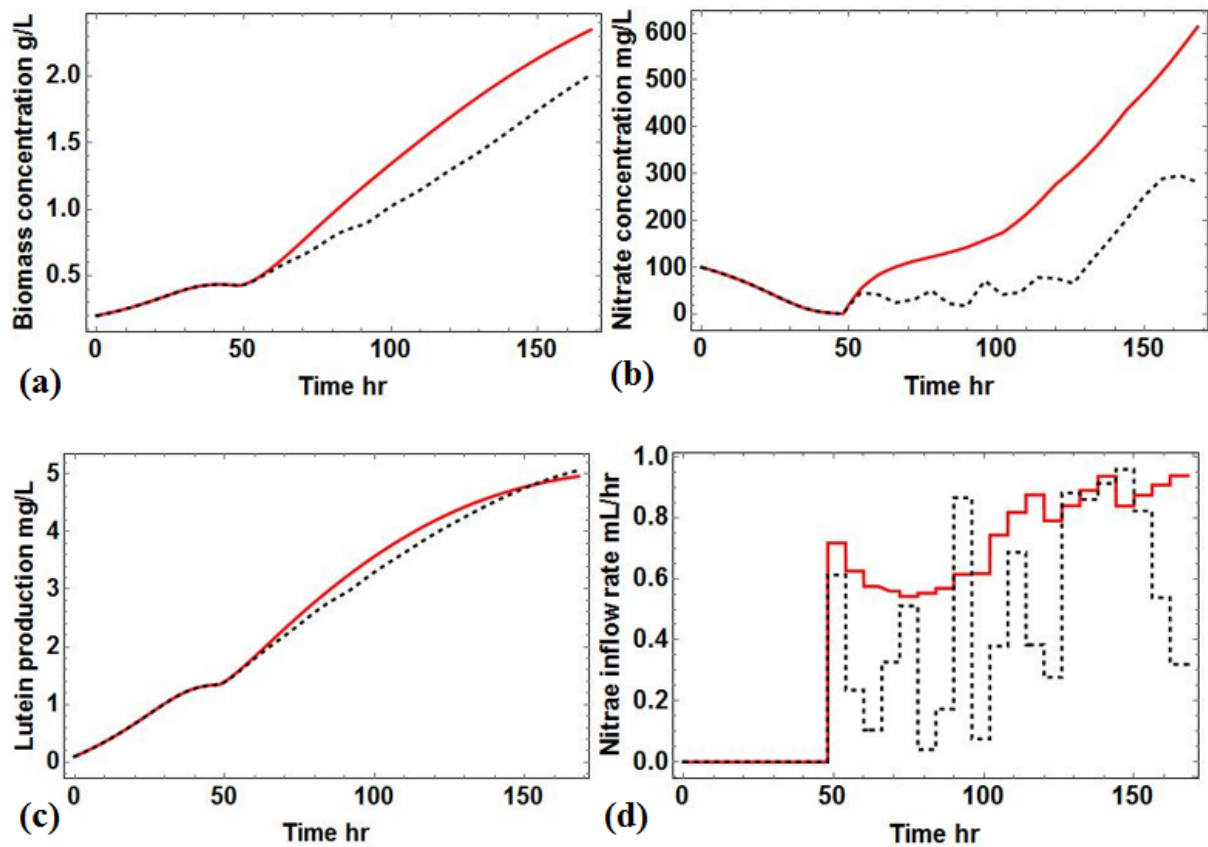 Biomass concentration g/L
2.0
1.5
1.0
0.5
0 50 100 150
Time hr
(a)
Nitrate concentration mg/L
600
500
400
300
200
100
0
0 50 100 150
Time hr
(b)
Lutein production mg/L
5
4
3
2
1
0
0 50 100 150
Time hr
(c)
Nitrae inflow rate mL/hr
1.0
0.8
0.6
0.4
0.2
0.0
0 50 100 150
Time hr
(d)